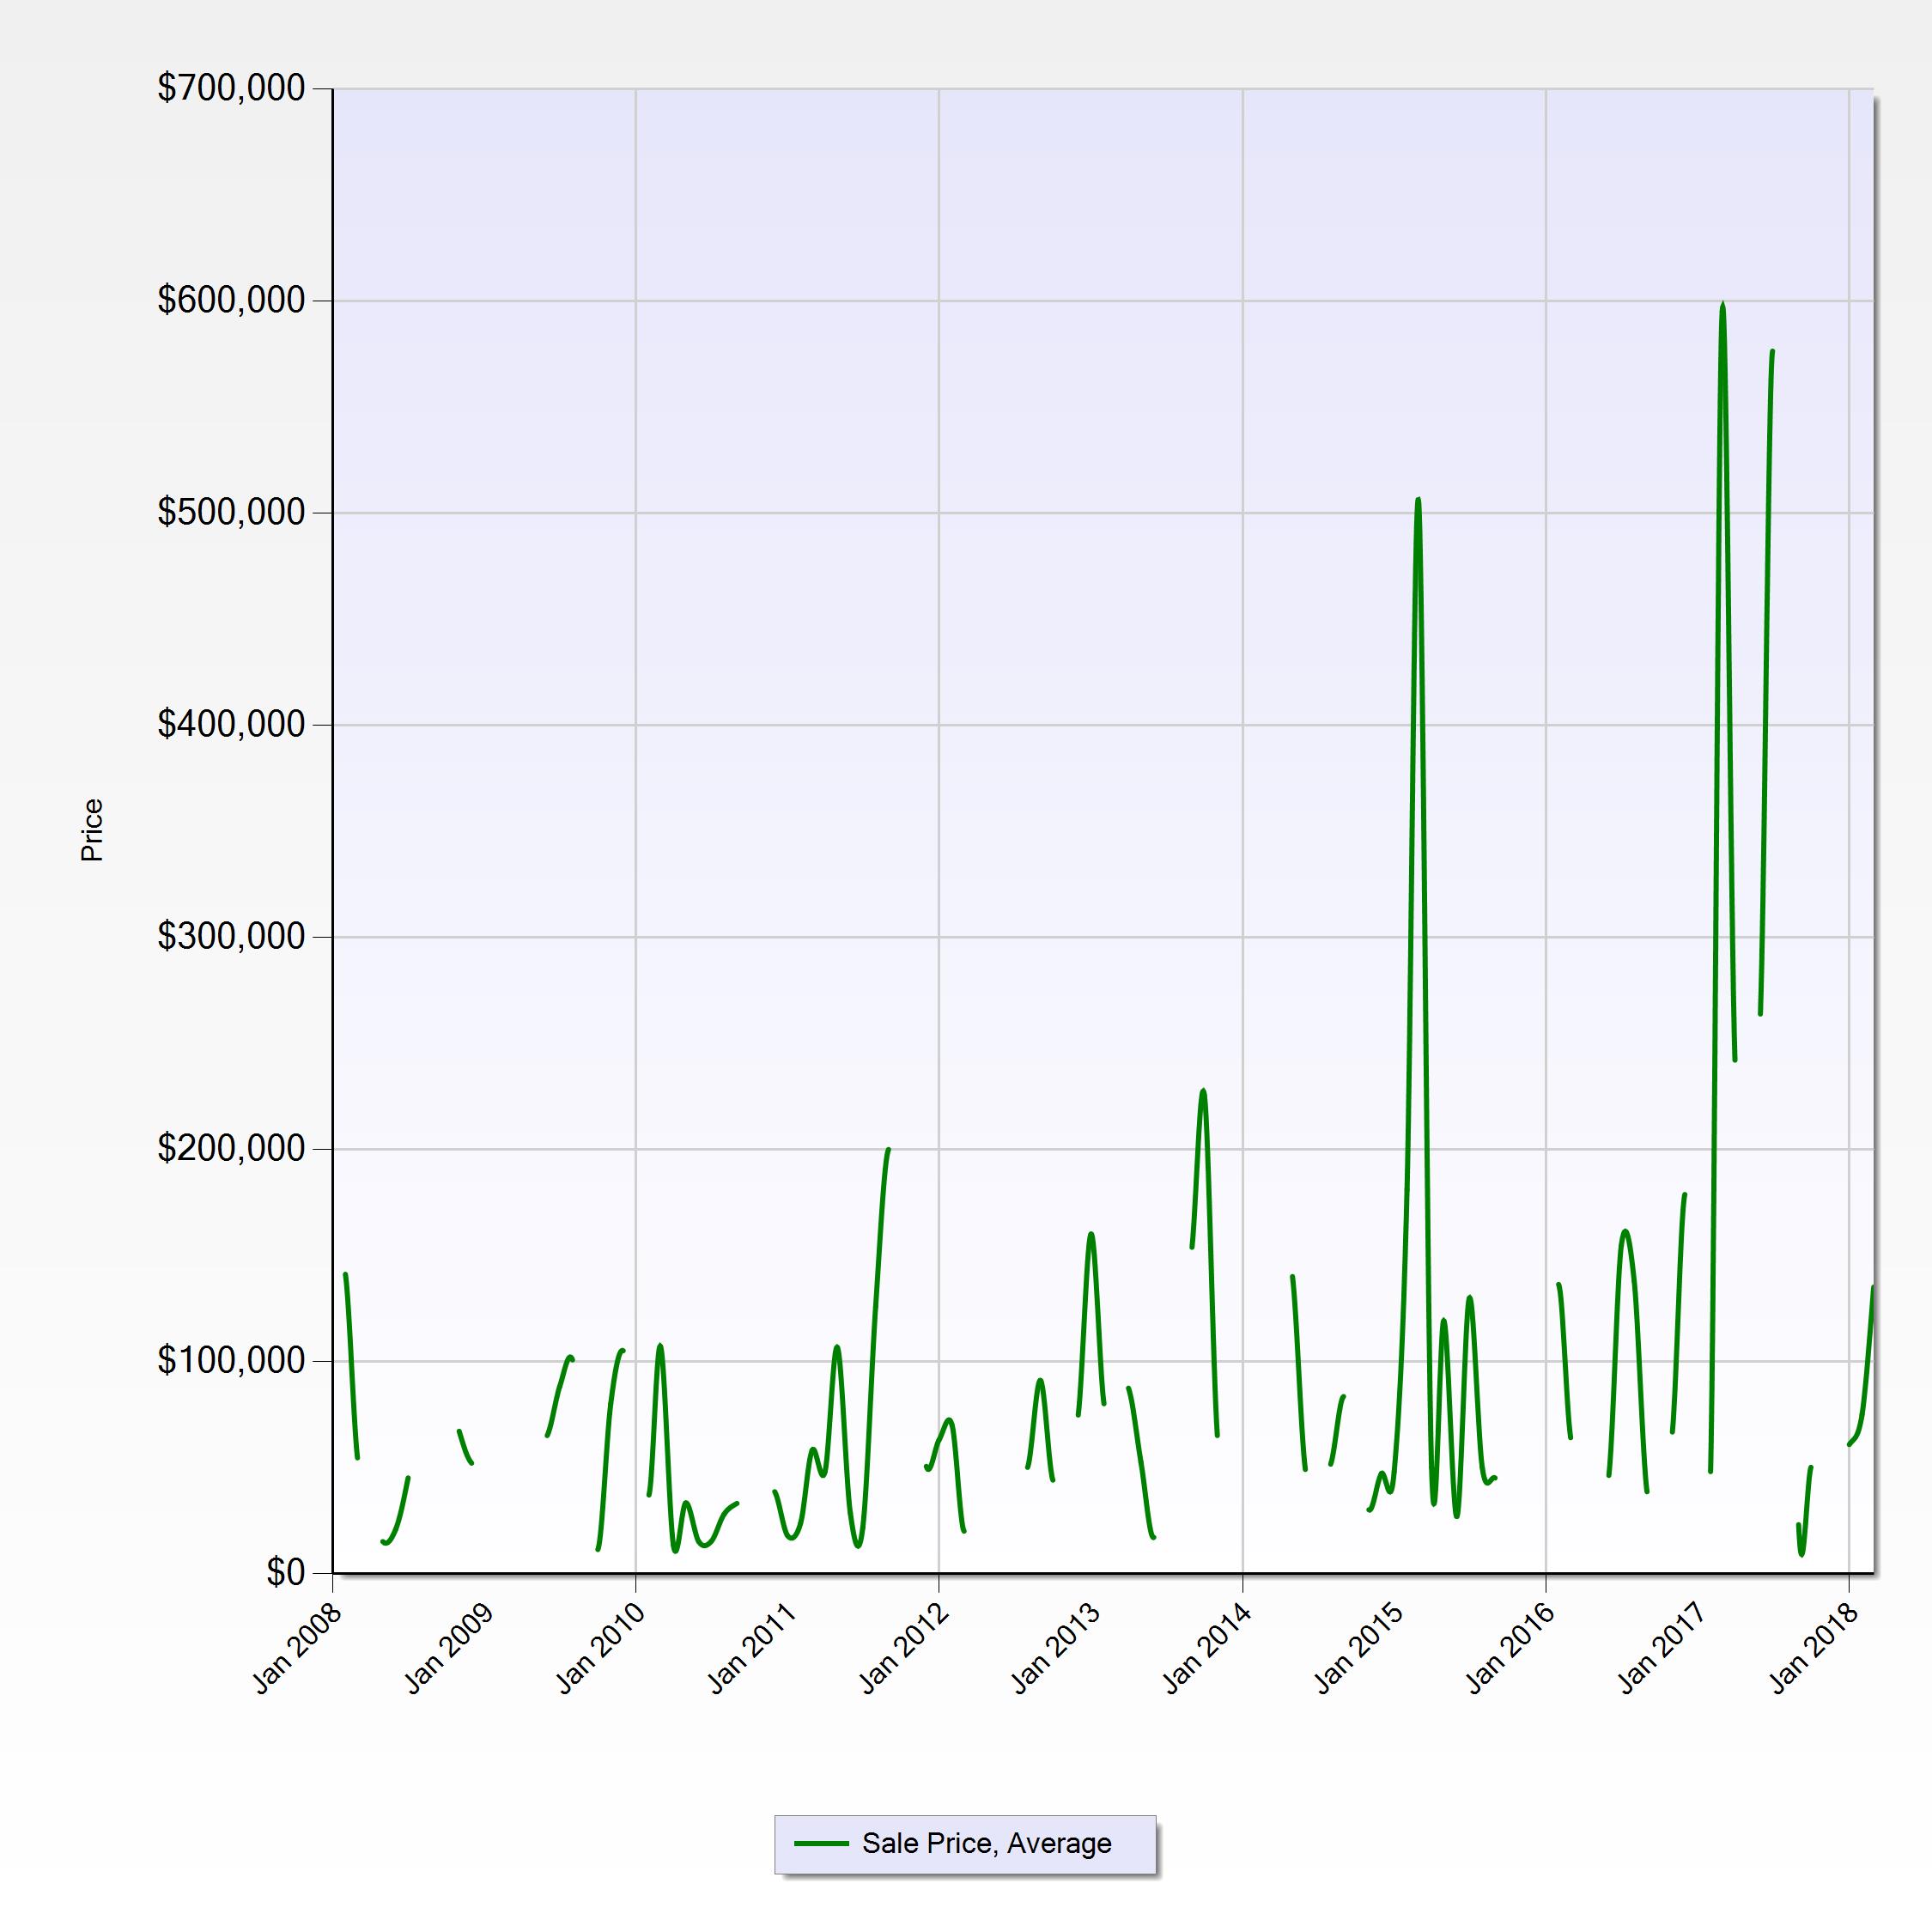 $700,000
$600,000
$500,000
$400,000
$300,000
$200,000
$100,000
$0
Price
Jan 2008
Jan 2009
Jan 2010
Jan 2011
Jan 2012
Jan 2013
Jan 2014
Jan 2015
Jan 2016
Jan 2017
Jan 2018
Sale Price, Average